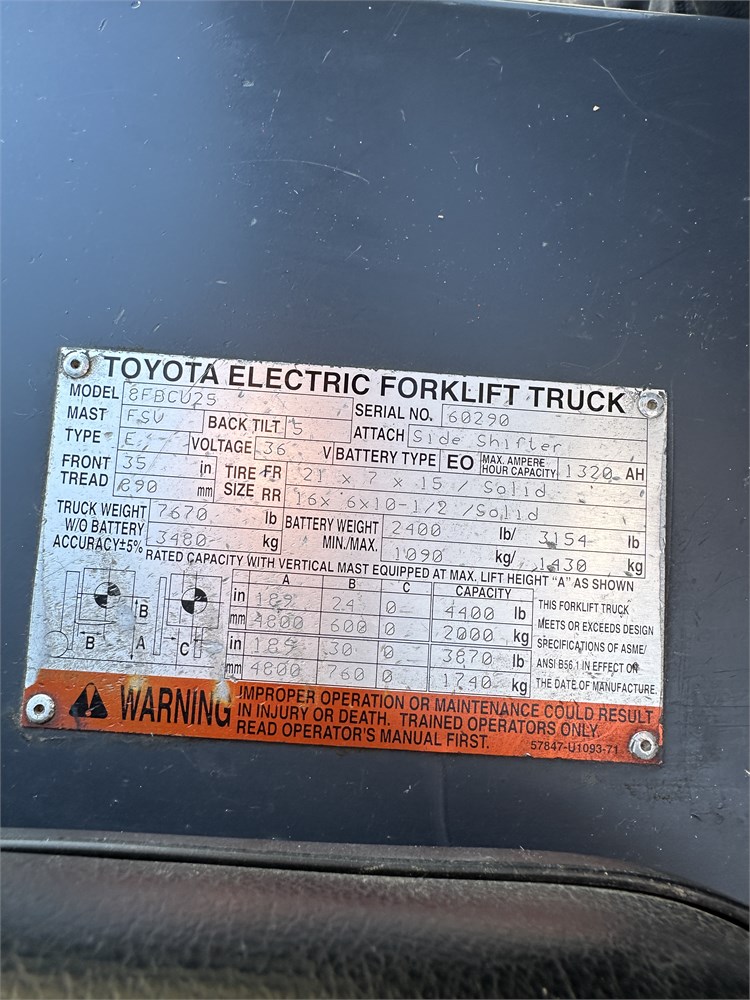 TOYOTA ELECTRIC FORKLIFT TRUCK
MODEL 8FBCU25 SERIAL NO. 60290
MAST FSV BACK TILT 5 ATTACH Side Shifter
TYPE E VOLTAGE 36 V BATTERY TYPE EO MAX. AMPERE HOUR CAPACITY 1320 AH
FRONT TREAD 35 in 890 mm
TIRE SIZE FR 21 x 7 x 15 / Solid
RR 16x 6x10-1/2 /Solid
TRUCK WEIGHT W/O BATTERY ACCURACY±5% 7670 lb 3480 kg
BATTERY WEIGHT MIN./MAX. 2400 lb/ 3154 lb
1090 kg/ 1430 kg
RATED CAPACITY WITH VERTICAL MAST EQUIPPED AT MAX. LIFT HEIGHT "A" AS SHOWN
A B C CAPACITY
in 189 24 0 4400 lb
mm 4800 600 0 2000 kg
in 189 30 0 3870 lb
mm 4800 760 0 1740 kg
B
B A C
THIS FORKLIFT TRUCK
MEETS OR EXCEEDS DESIGN
SPECIFICATIONS OF ASME/
ANSI B56.1 IN EFFECT ON
THE DATE OF MANUFACTURE.
WARNING
IMPROPER OPERATION OR MAINTENANCE COULD RESULT
IN INJURY OR DEATH. TRAINED OPERATORS ONLY.
READ OPERATOR'S MANUAL FIRST.
57847-U1093-71